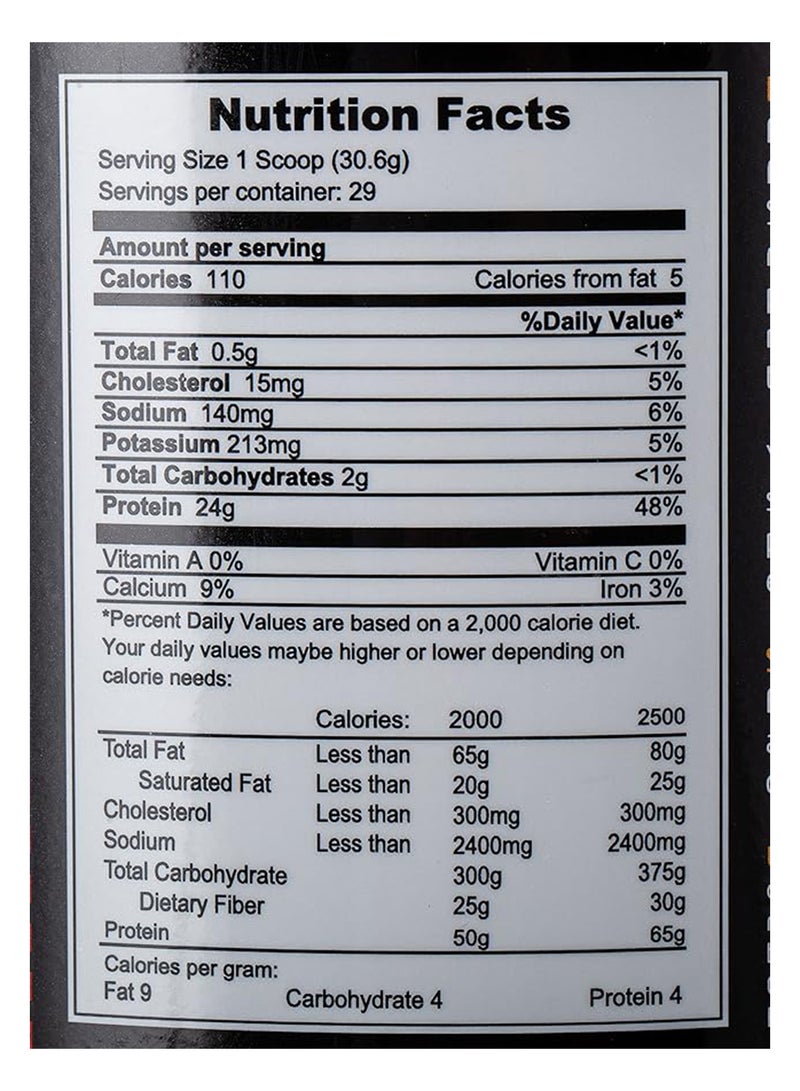 Nutrition Facts
Serving Size 1 Scoop (30.6g)
Servings per container: 29
Amount per serving
Calories 110 Calories from fat 5
%Daily Value*
Total Fat 0.5g <1%
Cholesterol 15mg 5%
Sodium 140mg 6%
Potassium 213mg 5%
Total Carbohydrates 2g <1%
Protein 24g 48%
Vitamin A 0% Vitamin C 0%
Calcium 9% Iron 3%
*Percent Daily Values are based on a 2,000 calorie diet.
Your daily values maybe higher or lower depending on
calorie needs:
Calories: 2000 2500
Total Fat Less than 65g 80g
Saturated Fat Less than 20g 25g
Cholesterol Less than 300mg 300mg
Sodium Less than 2400mg 2400mg
Total Carbohydrate 300g 375g
Dietary Fiber 25g 30g
Protein 50g 65g
Calories per gram:
Fat 9 Carbohydrate 4 Protein 4